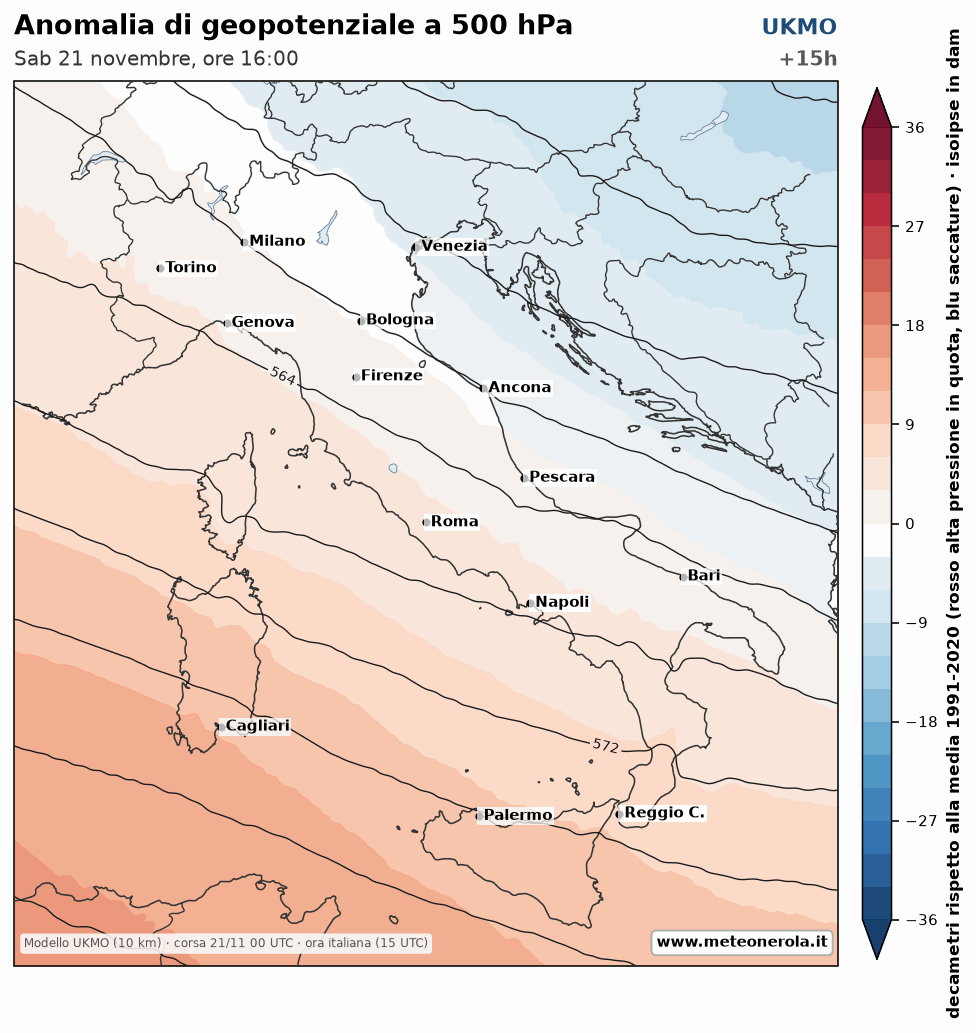 Anomalia di geopotenziale a 500 hPa
UKMO
Sab 21 novembre, ore 16:00
+15h
Milano
Venezia
Torino
Genova
Bologna
564
Firenze
Ancona
Pescara
Roma
Bari
Napoli
Cagliari
572
Palermo
Reggio C.
Modello UKMO (10 km) · corsa 21/11 00 UTC · ora italiana (15 UTC)
www.meteonerola.it
36
27
18
9
0
−9
−18
−27
−36
decametri rispetto alla media 1991-2020 (rosso alta pressione in quota, blu saccature) · isoipse in dam